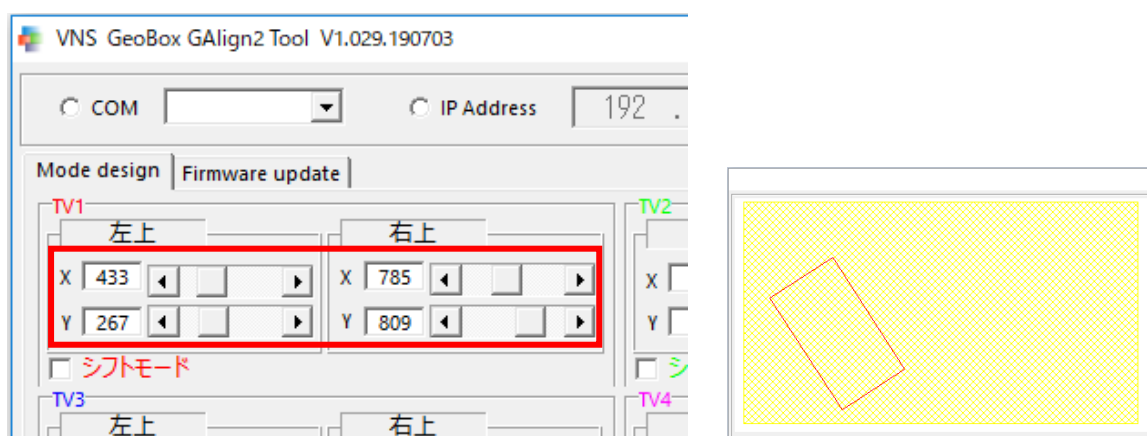 VNS GeoBox GAlign2 Tool V1.029.190703
COM
IP Address
192 .
Mode design
Firmware update
TV1
TV2
左上
右上
X 433
X 785
X
Y 267
Y 809
Y
シフトモード
シ
TV3
TV4
左上
右上